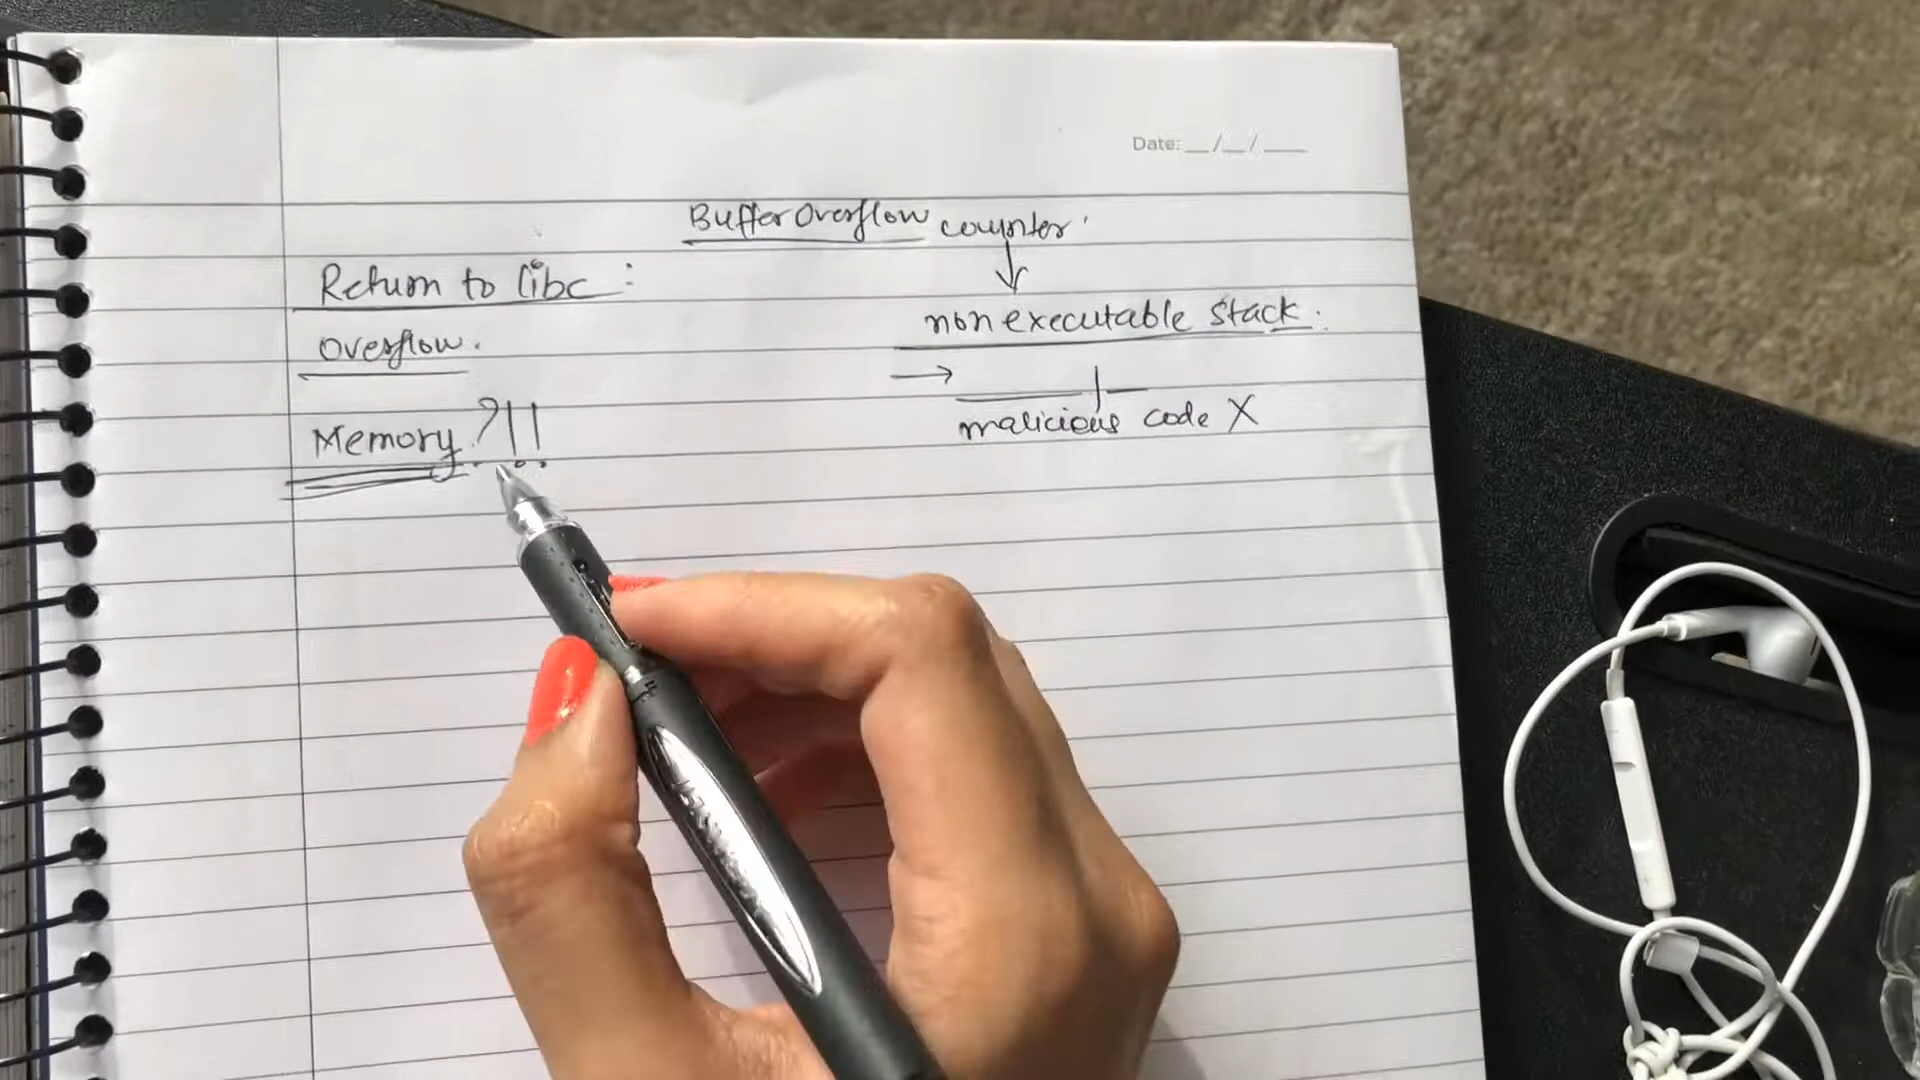 Date: __/__/____
Buffer Overflow counter
Return to libc :
non executable stack.
overflow.
malicious code X
Memory ?!!